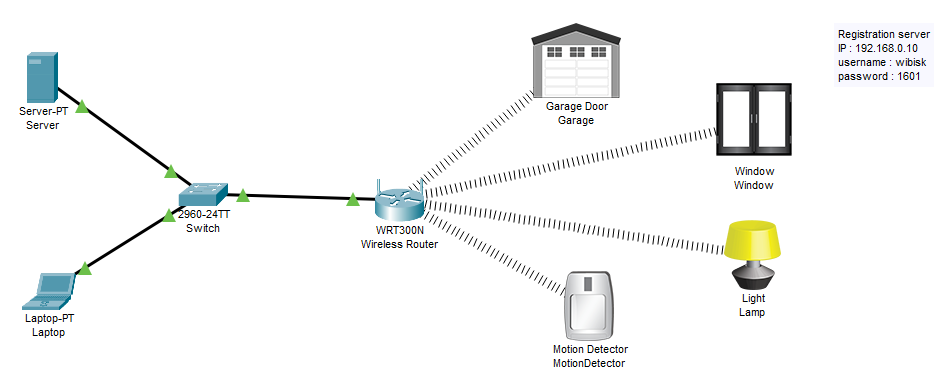 Registration server
IP : 192.168.0.10
username : wibisk
password : 1601
Garage Door
Garage
Server-PT
Server
Window
Window
2960-24TT
Switch
WRT300N
Wireless Router
Light
Lamp
Laptop-PT
Laptop
Motion Detector
MotionDetector